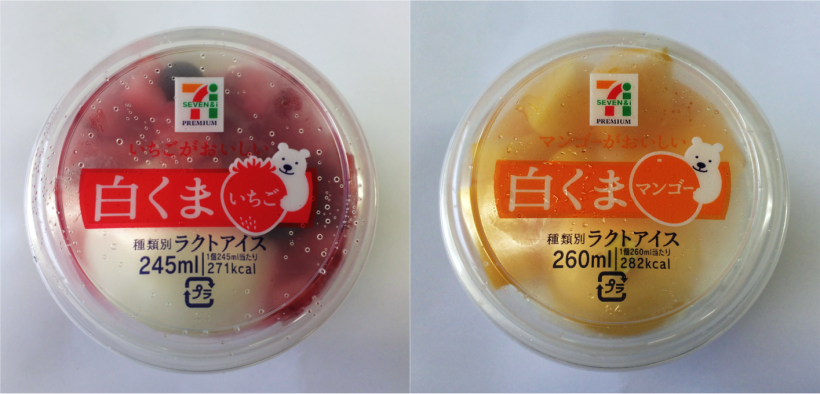 SEVEN&i
PREMIUM
いちごがおいしい
白くま
いちご
種類別ラクトアイス
245ml
1個245ml当たり
271kcal
プラ
SEVEN&i
PREMIUM
マンゴーがおいしい
白くま
マンゴー
種類別ラクトアイス
260ml
1個260ml当たり
282kcal
プラ